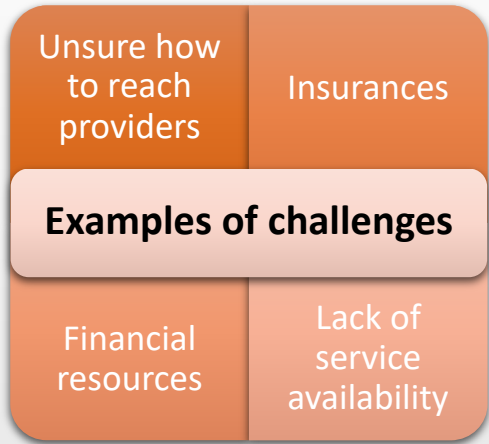 Unsure how
to reach
providers
Insurances
Examples of challenges
Financial
resources
Lack of
service
availability